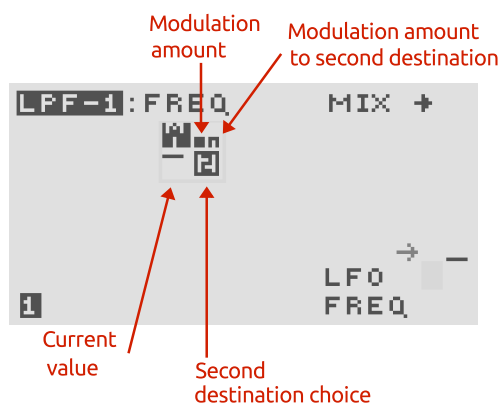 Modulation
amount
Modulation amount
to second destination
LPF-1:FREQ MIX →
W
2
LFO
FREQ
1
Current
value
Second
destination choice